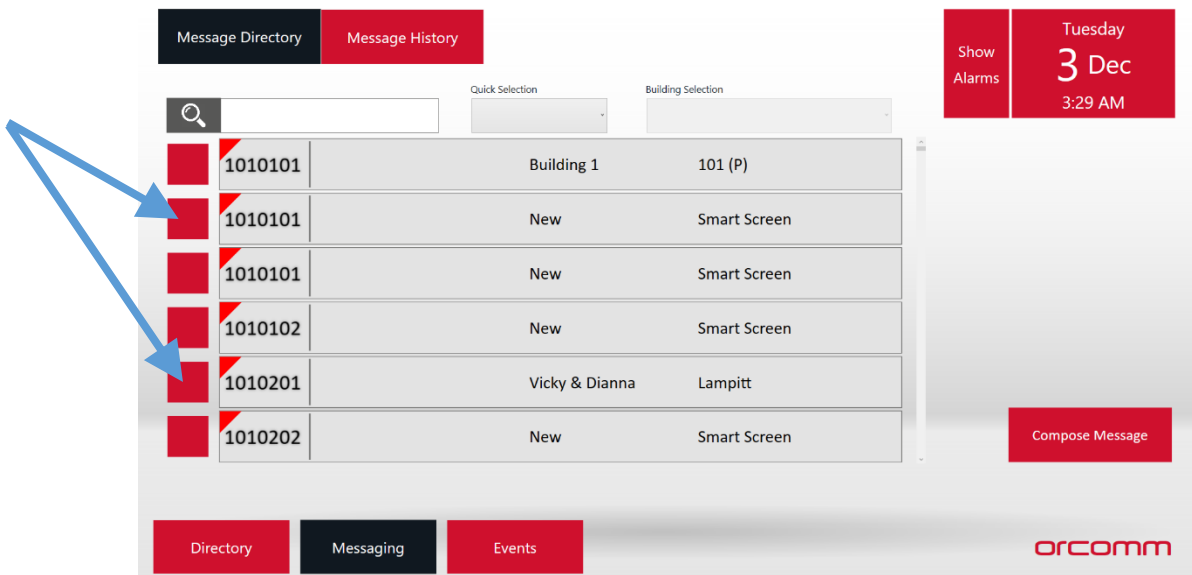 Message Directory Message History
Show Alarms
Tuesday
3 Dec
3:29 AM
Quick Selection Building Selection
1010101 Building 1 101 (P)
1010101 New Smart Screen
1010101 New Smart Screen
1010102 New Smart Screen
1010201 Vicky & Dianna Lampitt
1010202 New Smart Screen
Compose Message
Directory Messaging Events
orcomm